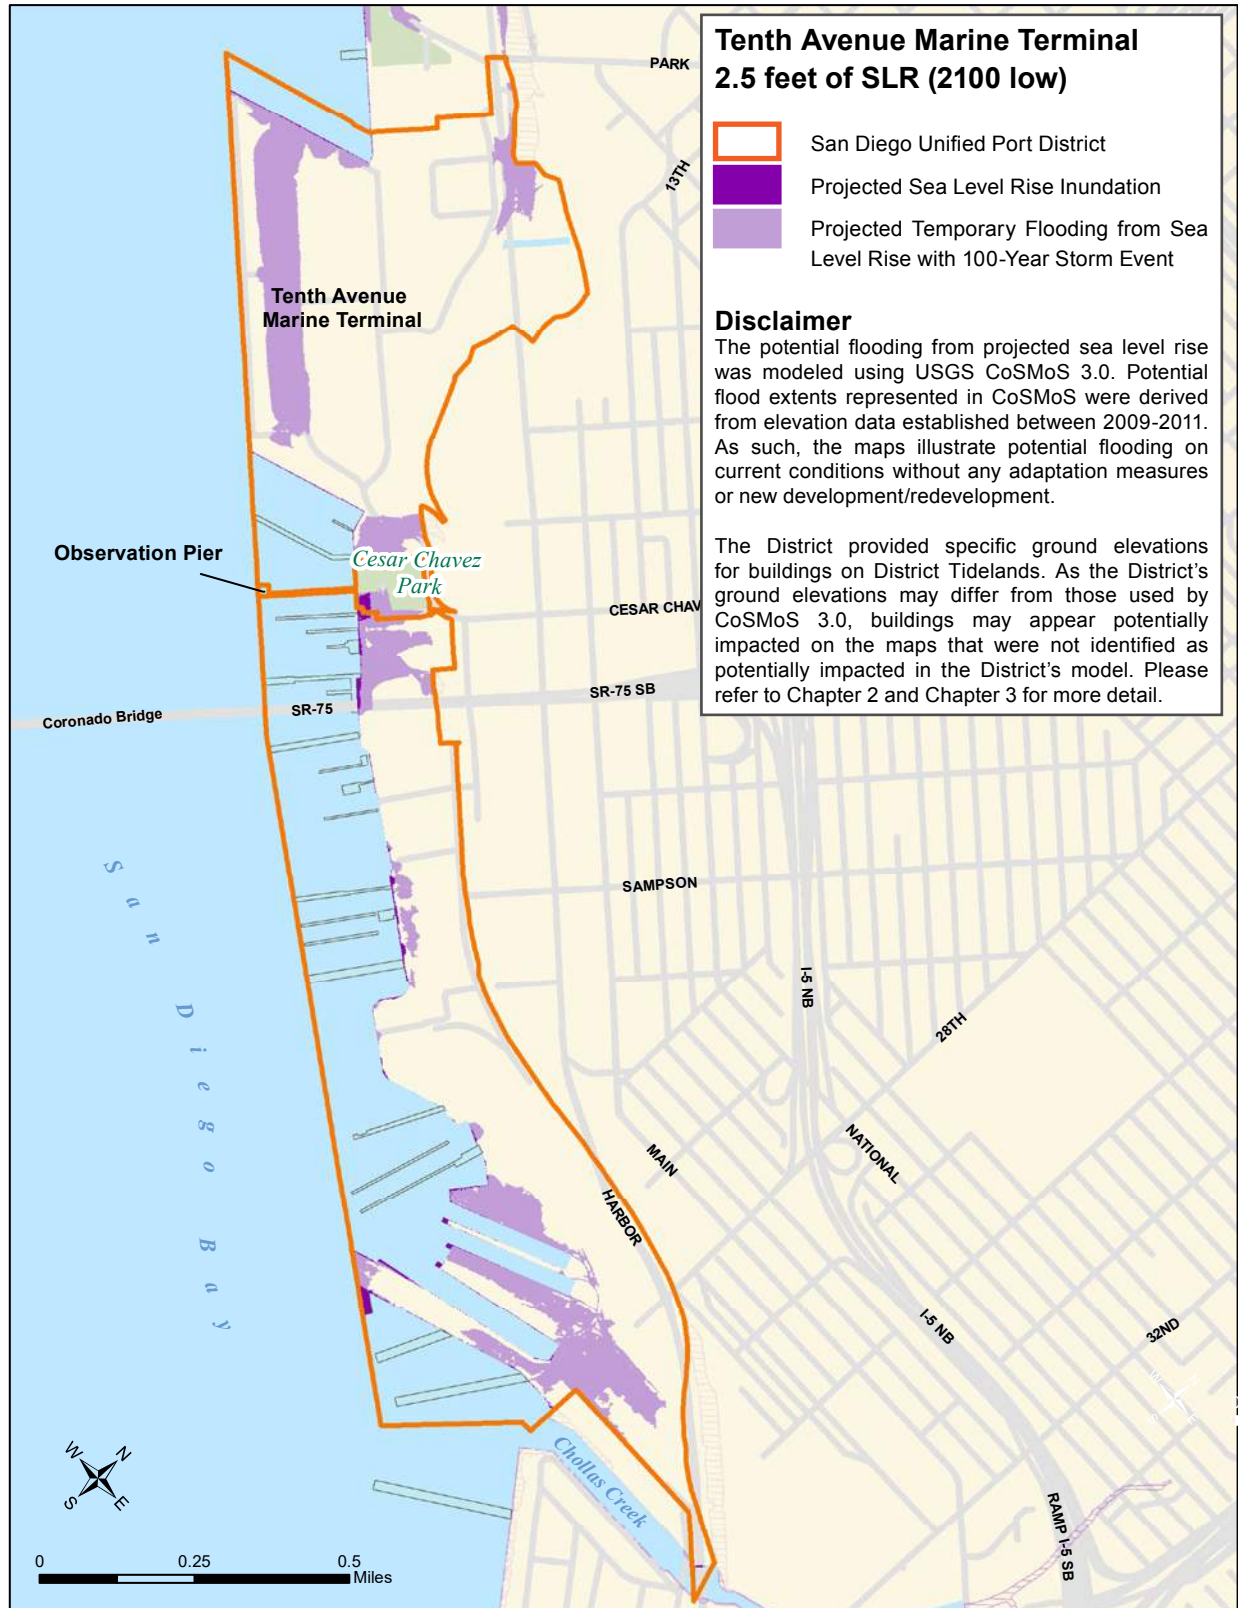 Tenth Avenue Marine Terminal
2.5 feet of SLR (2100 low)
San Diego Unified Port District
Projected Sea Level Rise Inundation
Projected Temporary Flooding from Sea
Level Rise with 100-Year Storm Event
Disclaimer
The potential flooding from projected sea level rise
was modeled using USGS CoSMoS 3.0. Potential
flood extents represented in CoSMoS were derived
from elevation data established between 2009-2011.
As such, the maps illustrate potential flooding on
current conditions without any adaptation measures
or new development/redevelopment.
The District provided specific ground elevations
for buildings on District Tidelands. As the District's
ground elevations may differ from those used by
CoSMoS 3.0, buildings may appear potentially
impacted on the maps that were not identified as
potentially impacted in the District's model. Please
refer to Chapter 2 and Chapter 3 for more detail.
PARK
13TH
Tenth Avenue
Marine Terminal
Observation Pier
Cesar Chavez
Park
CESAR CHAV
SR-75 SB
SR-75
Coronado Bridge
SAMPSON
San Diego Bay
I-5 NB
28TH
MAIN
NATIONAL
HARBOR
I-5 NB
32ND
Chollas Creek
RAMP I-5 SB
W N
S E
W
S E
0 0.25 0.5
Miles